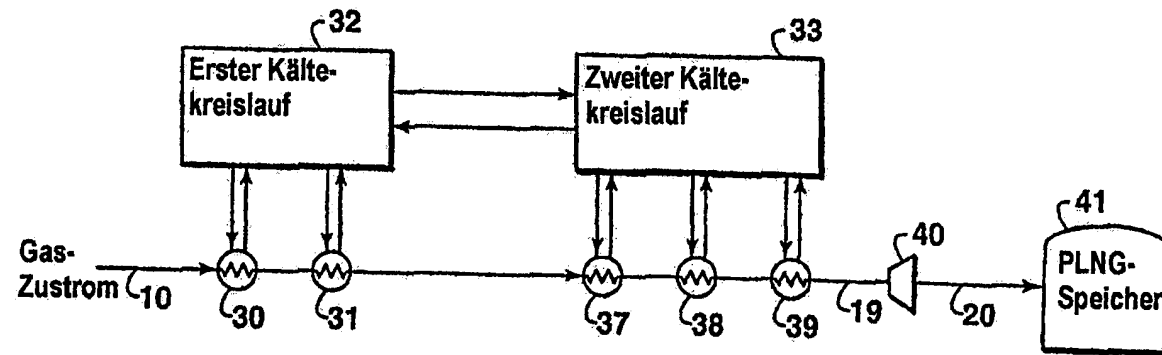 32
33
Erster Kälte-
kreislauf
Zweiter Kälte-
kreislauf
41
40
Gas-
Zustrom
10
30
31
37
38
39
19
20
PLNG-
Speicher